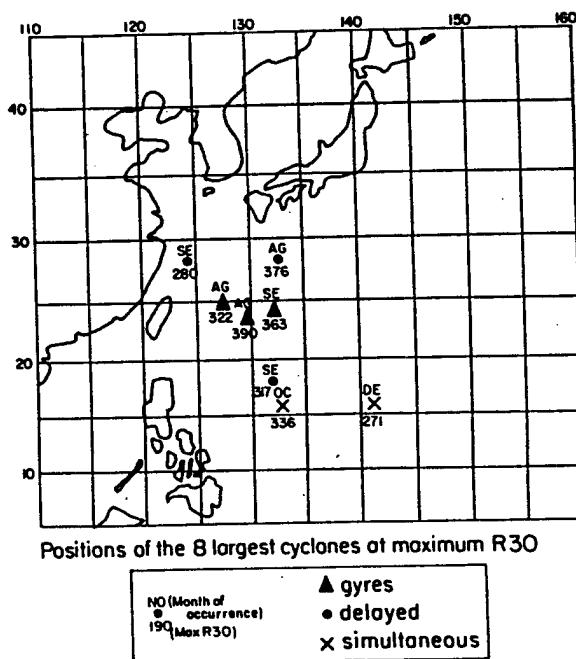 110 120 130 140 150 160
40
30
SE AG
280 376
AG AG SE
322 390 363
20
SE
317 OC DE
336 271
10
Positions of the 8 largest cyclones at maximum R30
NO (Month of occurrence)
190 (Max R30)
gyres
delayed
simultaneous